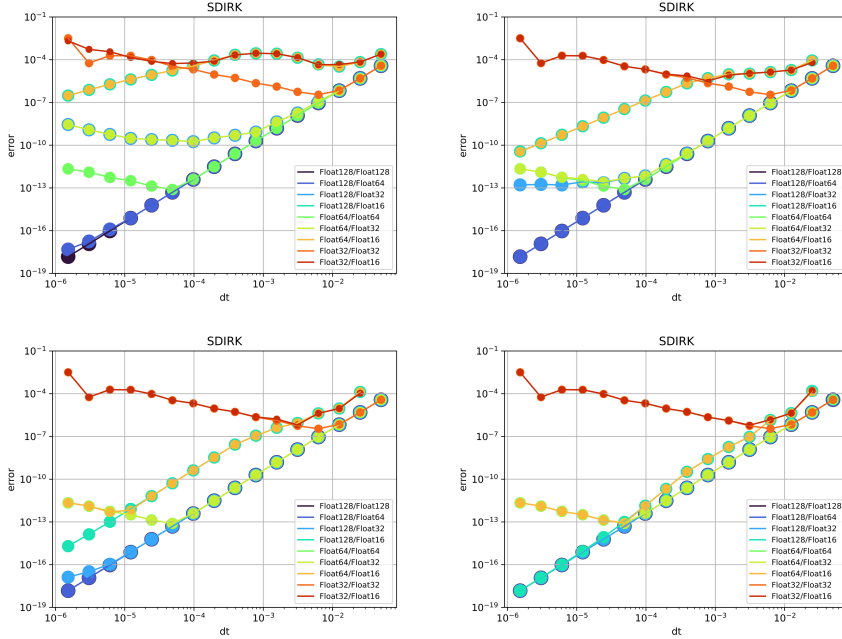 SDIRK
10⁻¹
10⁻⁴
10⁻⁷
10⁻¹⁰
10⁻¹³
10⁻¹⁶
10⁻¹⁹
error
Float128/Float128
Float128/Float64
Float128/Float32
Float128/Float16
Float64/Float64
Float64/Float32
Float64/Float16
Float32/Float32
Float32/Float16
10⁻⁶ 10⁻⁵ 10⁻⁴ 10⁻³ 10⁻²
dt
SDIRK
10⁻¹
10⁻⁴
10⁻⁷
10⁻¹⁰
10⁻¹³
10⁻¹⁶
10⁻¹⁹
error
Float128/Float128
Float128/Float64
Float128/Float32
Float128/Float16
Float64/Float64
Float64/Float32
Float64/Float16
Float32/Float32
Float32/Float16
10⁻⁶ 10⁻⁵ 10⁻⁴ 10⁻³ 10⁻²
dt
SDIRK
10⁻¹
10⁻⁴
10⁻⁷
10⁻¹⁰
10⁻¹³
10⁻¹⁶
10⁻¹⁹
error
Float128/Float128
Float128/Float64
Float128/Float32
Float128/Float16
Float64/Float64
Float64/Float32
Float64/Float16
Float32/Float32
Float32/Float16
10⁻⁶ 10⁻⁵ 10⁻⁴ 10⁻³ 10⁻²
dt
SDIRK
10⁻¹
10⁻⁴
10⁻⁷
10⁻¹⁰
10⁻¹³
10⁻¹⁶
10⁻¹⁹
error
Float128/Float128
Float128/Float64
Float128/Float32
Float128/Float16
Float64/Float64
Float64/Float32
Float64/Float16
Float32/Float32
Float32/Float16
10⁻⁶ 10⁻⁵ 10⁻⁴ 10⁻³ 10⁻²
dt